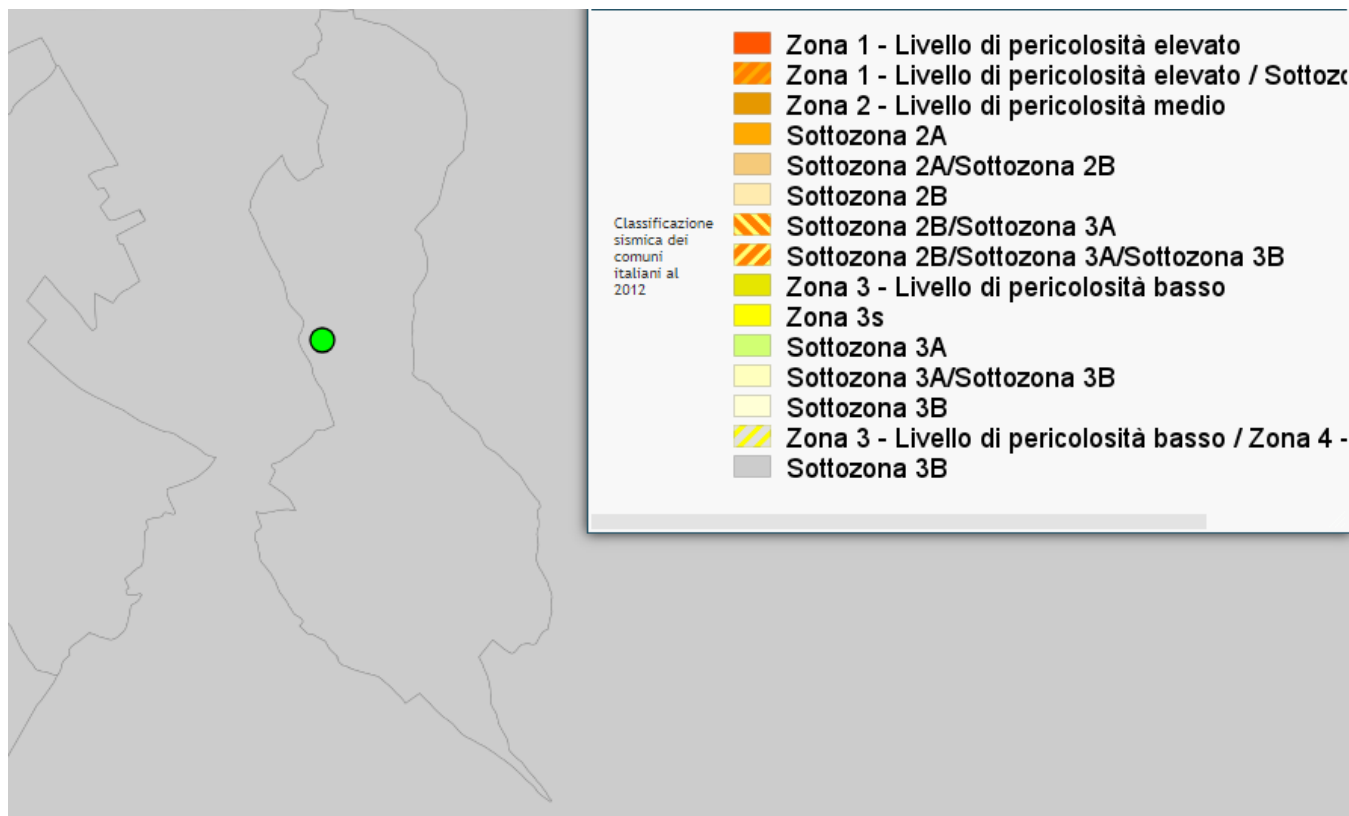 Zona 1 - Livello di pericolosità elevato
Zona 1 - Livello di pericolosità elevato / Sottozo
Zona 2 - Livello di pericolosità medio
Sottozona 2A
Sottozona 2A/Sottozona 2B
Sottozona 2B
Classificazione
sismica dei
comuni
italiani al
2012
Sottozona 2B/Sottozona 3A
Sottozona 2B/Sottozona 3A/Sottozona 3B
Zona 3 - Livello di pericolosità basso
Zona 3s
Sottozona 3A
Sottozona 3A/Sottozona 3B
Sottozona 3B
Zona 3 - Livello di pericolosità basso / Zona 4 -
Sottozona 3B